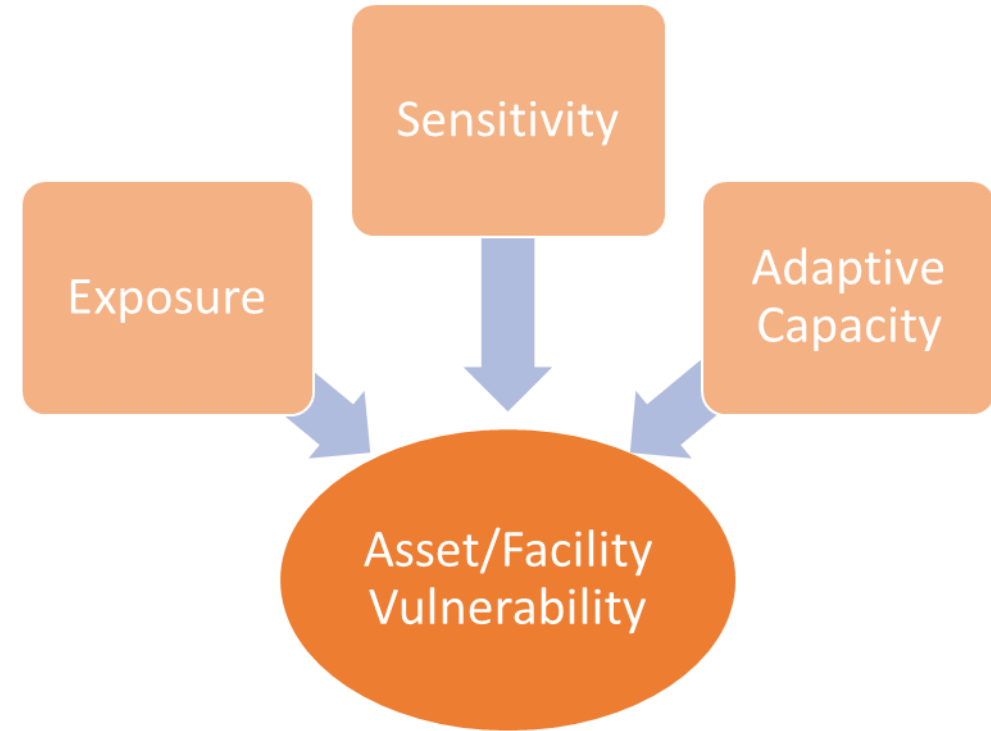 Sensitivity
Exposure
Adaptive
Capacity
Asset/Facility
Vulnerability